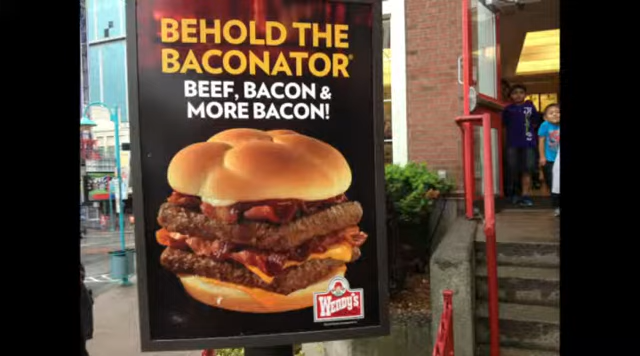 BEHOLD THE
BACONATOR®
BEEF, BACON &
MORE BACON!
Wendy's